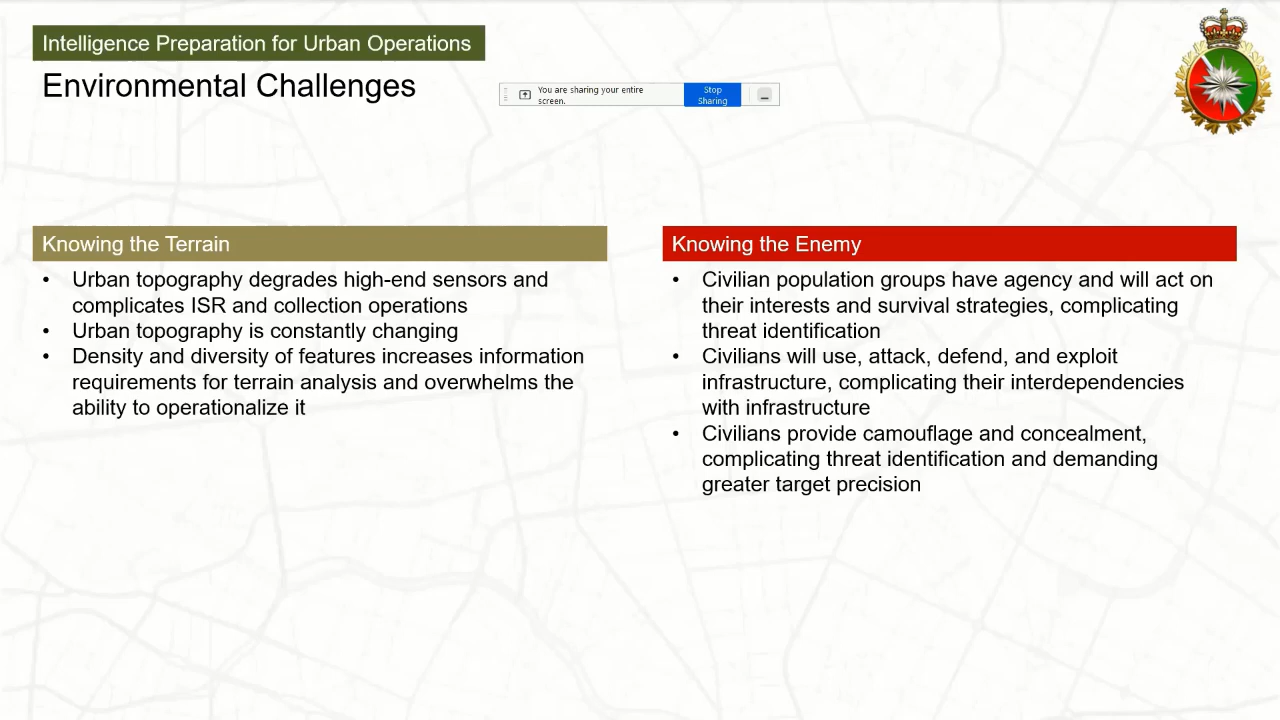 Intelligence Preparation for Urban Operations
Environmental Challenges
You are sharing your entire
screen.
Stop
Sharing
Knowing the Terrain
• Urban topography degrades high-end sensors and
complicates ISR and collection operations
• Urban topography is constantly changing
• Density and diversity of features increases information
requirements for terrain analysis and overwhelms the
ability to operationalize it
Knowing the Enemy
• Civilian population groups have agency and will act on
their interests and survival strategies, complicating
threat identification
• Civilians will use, attack, defend, and exploit
infrastructure, complicating their interdependencies
with infrastructure
• Civilians provide camouflage and concealment,
complicating threat identification and demanding
greater target precision